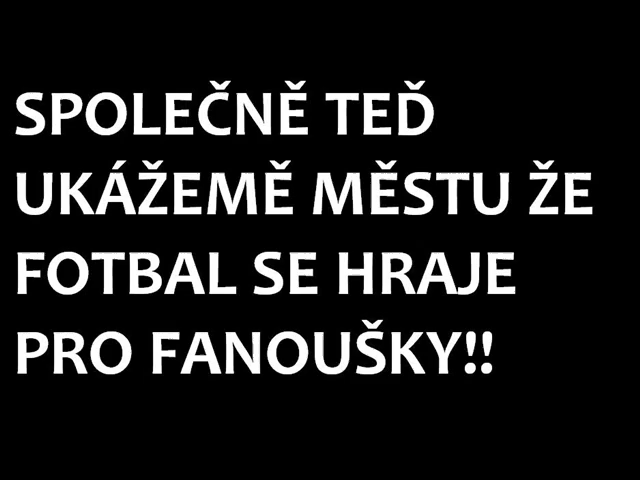 SPOLEČNĚ TEĎ
UKÁŽEMĚ MĚSTU ŽE
FOTBAL SE HRAJE
PRO FANOUŠKY!!